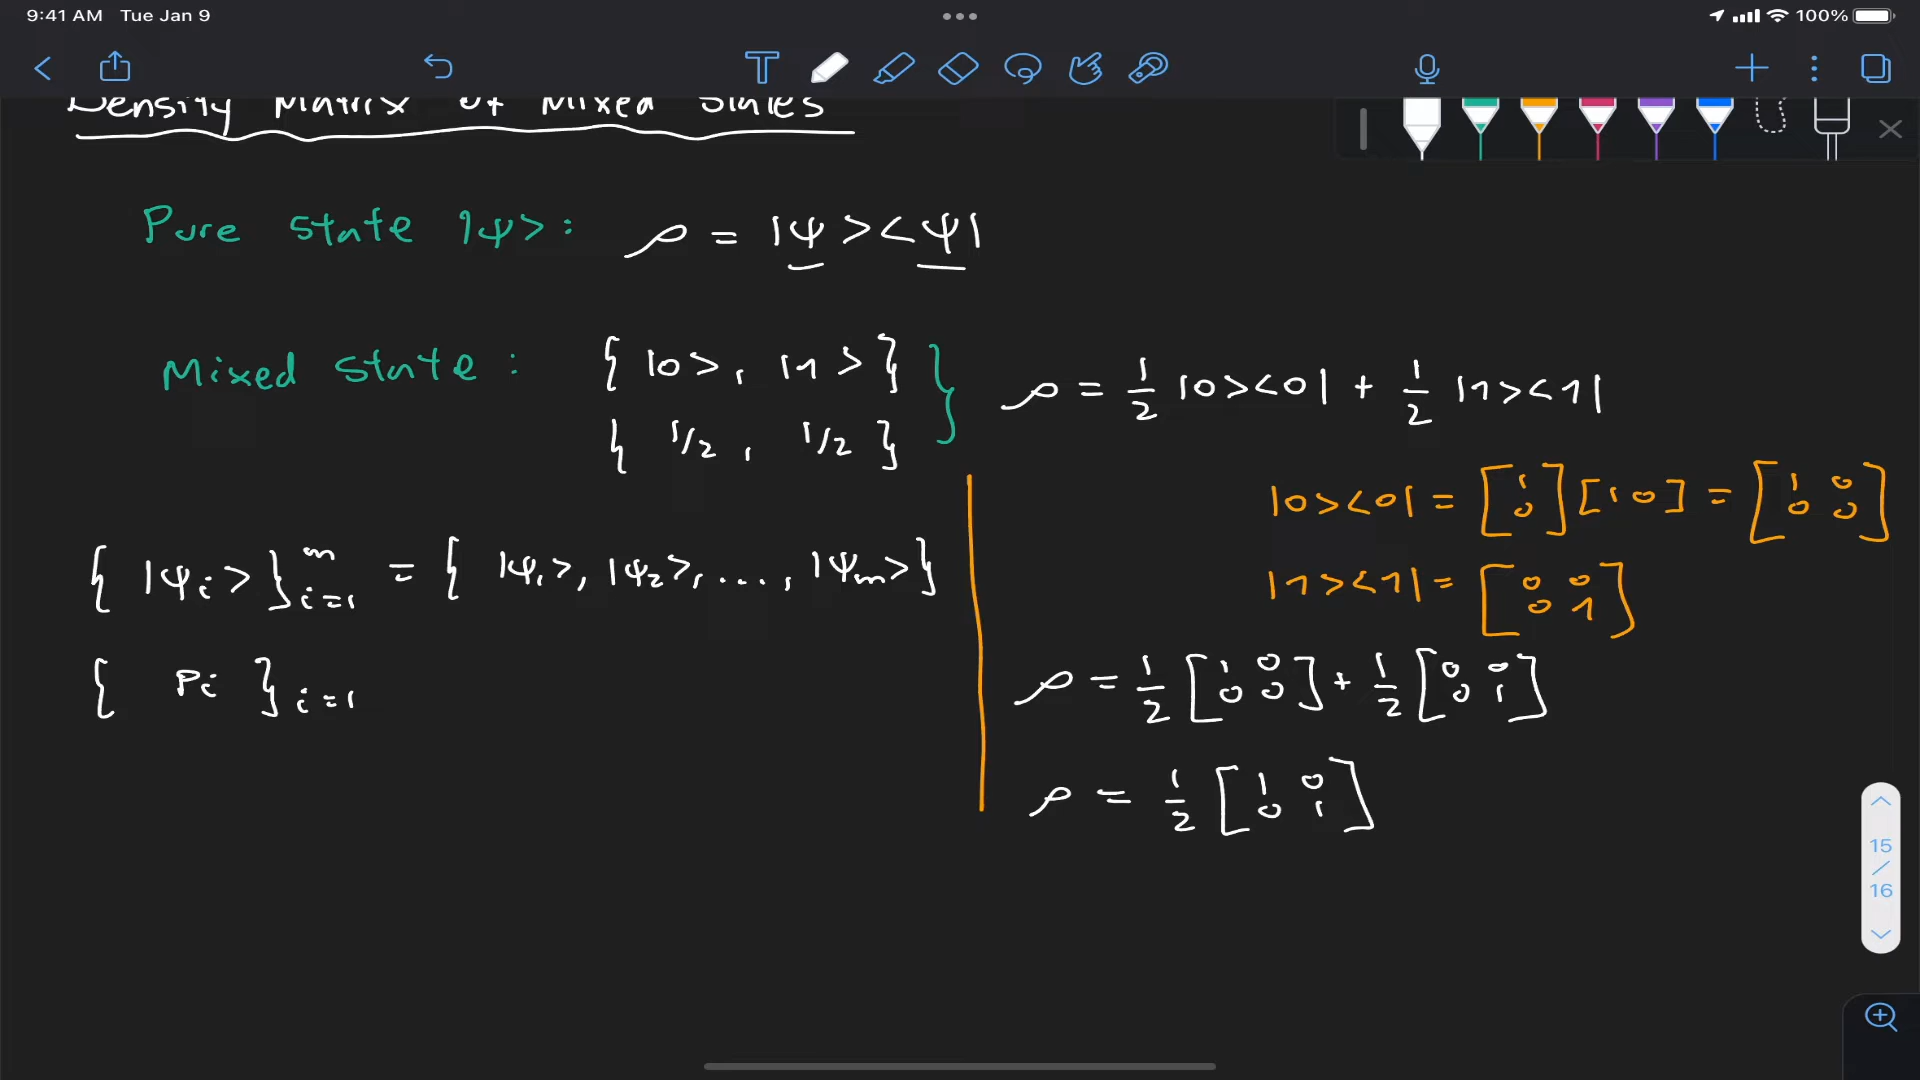 9:41 AM Tue Jan 9
100%
Density Matrix of Mixed States
Pure state |ψ> : ρ = |ψ><ψ|
Mixed state : { |0>, |1> }
{ 1/2, 1/2 }
ρ = 1/2 |0><0| + 1/2 |1><1|
|0><0| = [1 0] [1 0] = [1 0 0 0]
|1><1| = [0 0 0 1]
ρ = 1/2 [1 0 0 0] + 1/2 [0 0 0 1]
ρ = 1/2 [1 0 0 1]
{ |ψi> }i=1 m = { |ψ1>, |ψ2>, ..., |ψm> }
{ Pi }i=1
15
/
16